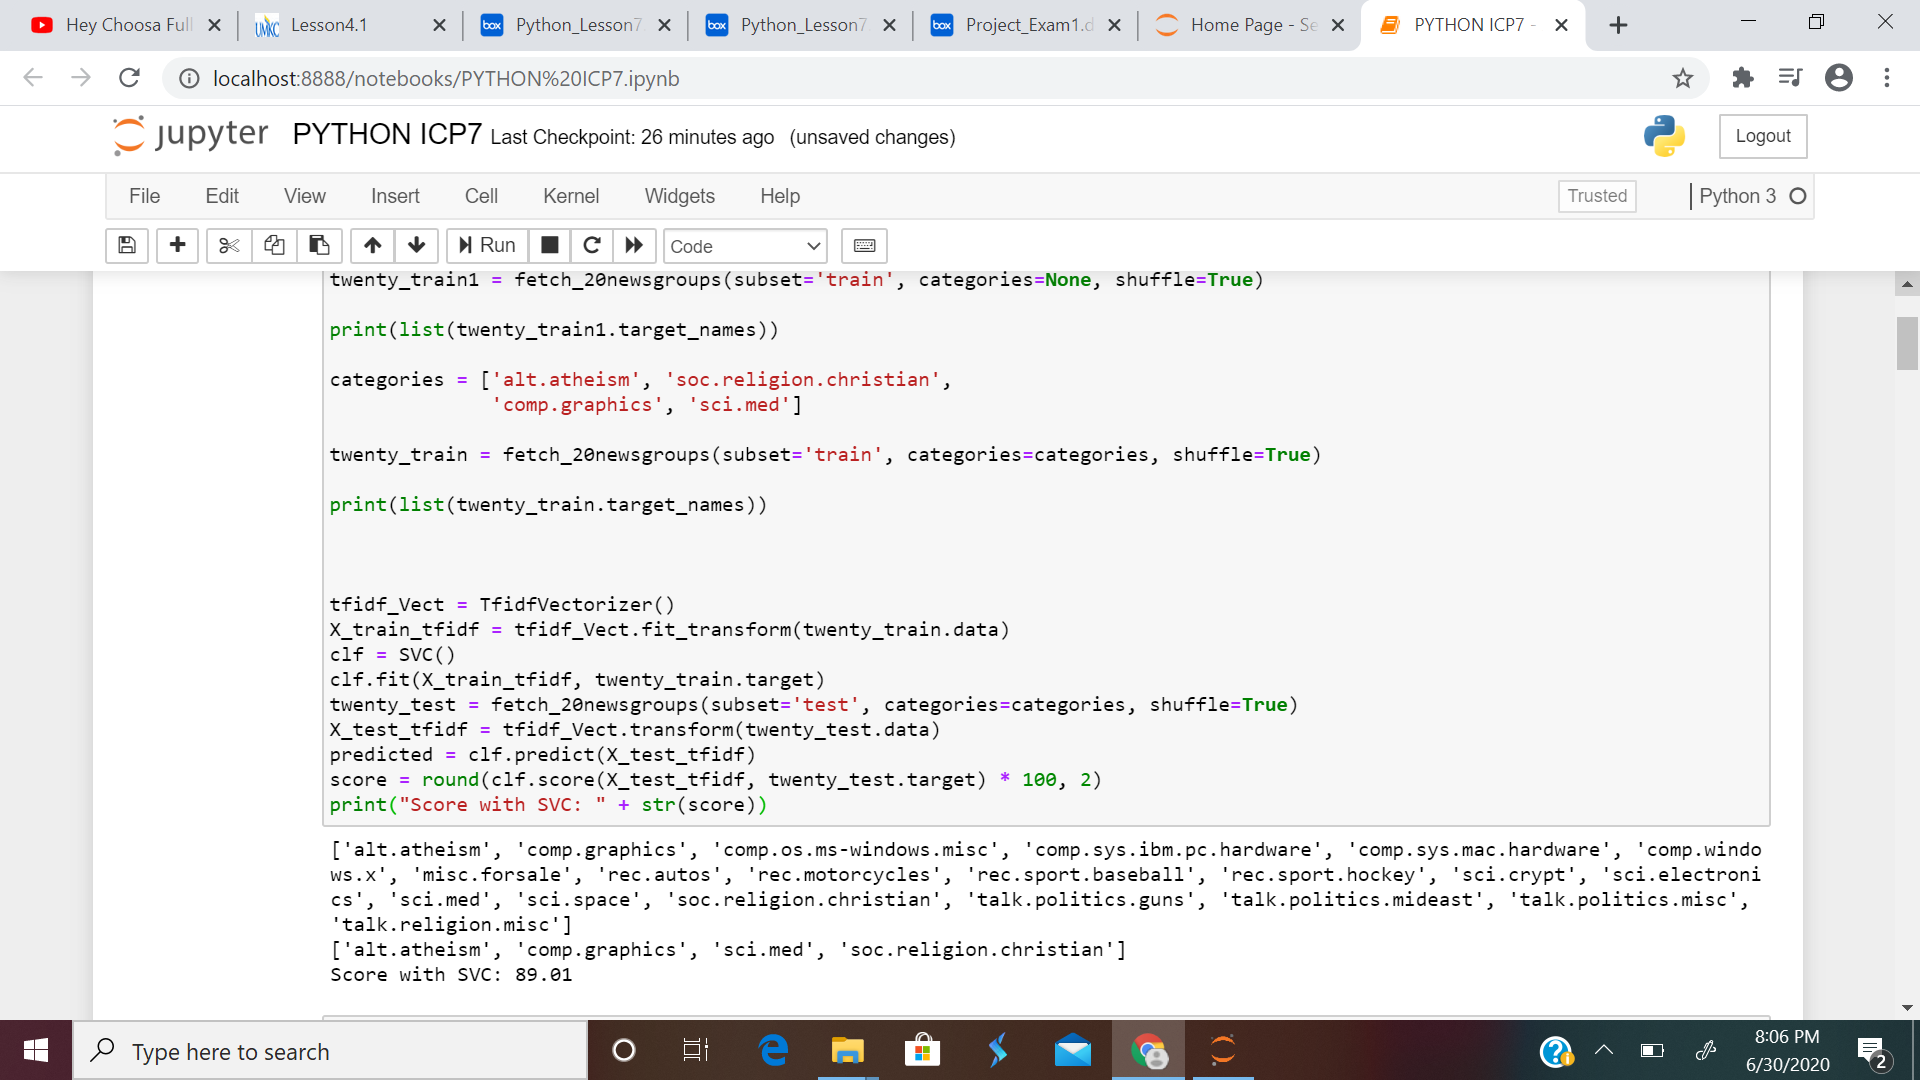 Hey Choosa Full
Lesson4.1
Python_Lesson7
Python_Lesson7
Project_Exam1.d
Home Page - Se
PYTHON ICP7 -
localhost:8888/notebooks/PYTHON%20ICP7.ipynb
jupyter PYTHON ICP7 Last Checkpoint: 26 minutes ago (unsaved changes)
Logout
File Edit View Insert Cell Kernel Widgets Help
Trusted
Python 3
Run
Code
twenty_train1 = fetch_20newsgroups(subset='train', categories=None, shuffle=True)
print(list(twenty_train1.target_names))
categories = ['alt.atheism', 'soc.religion.christian',
'comp.graphics', 'sci.med']
twenty_train = fetch_20newsgroups(subset='train', categories=categories, shuffle=True)
print(list(twenty_train.target_names))
tfidf_Vect = TfidfVectorizer()
X_train_tfidf = tfidf_Vect.fit_transform(twenty_train.data)
clf = SVC()
clf.fit(X_train_tfidf, twenty_train.target)
twenty_test = fetch_20newsgroups(subset='test', categories=categories, shuffle=True)
X_test_tfidf = tfidf_Vect.transform(twenty_test.data)
predicted = clf.predict(X_test_tfidf)
score = round(clf.score(X_test_tfidf, twenty_test.target) * 100, 2)
print("Score with SVC: " + str(score))
['alt.atheism', 'comp.graphics', 'comp.os.ms-windows.misc', 'comp.sys.ibm.pc.hardware', 'comp.sys.mac.hardware', 'comp.windo
ws.x', 'misc.forsale', 'rec.autos', 'rec.motorcycles', 'rec.sport.baseball', 'rec.sport.hockey', 'sci.crypt', 'sci.electroni
cs', 'sci.med', 'sci.space', 'soc.religion.christian', 'talk.politics.guns', 'talk.politics.mideast', 'talk.politics.misc',
'talk.religion.misc']
['alt.atheism', 'comp.graphics', 'sci.med', 'soc.religion.christian']
Score with SVC: 89.01
Type here to search
8:06 PM
6/30/2020
2